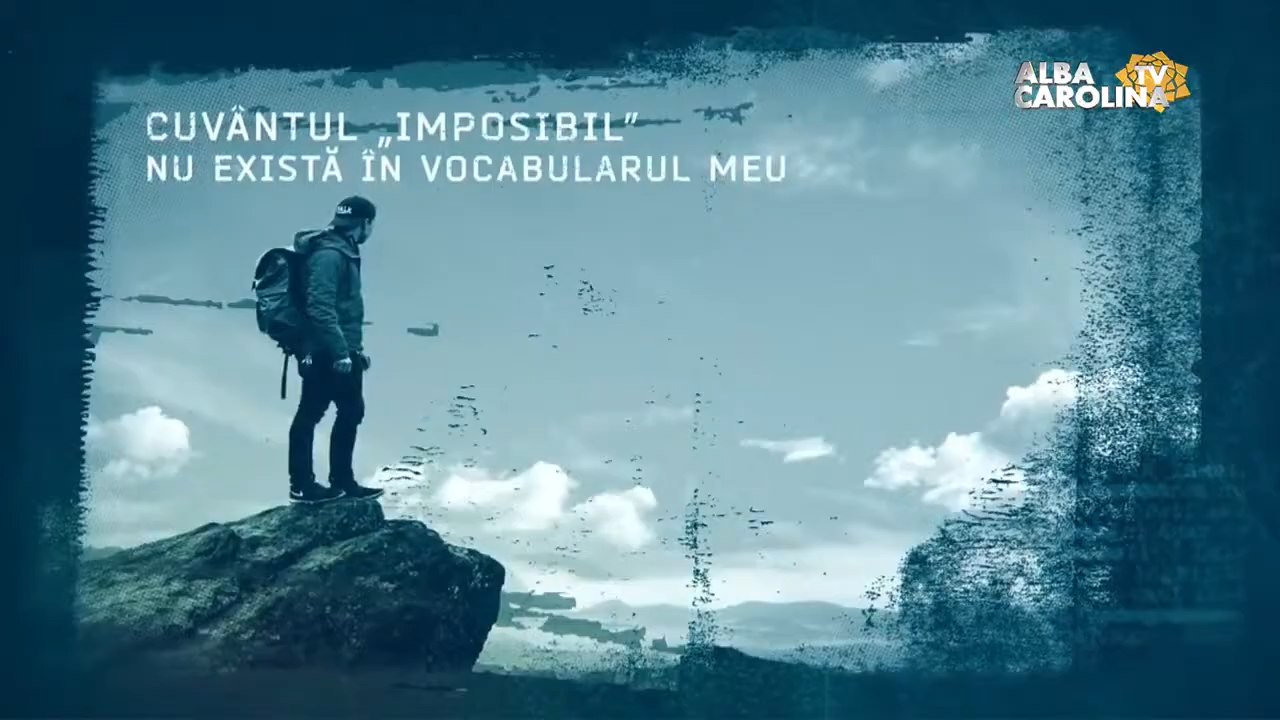 CUVÂNTUL „IMPOSIBIL”
NU EXISTĂ ÎN VOCABULARUL MEU
ALBA
CAROLINA TV